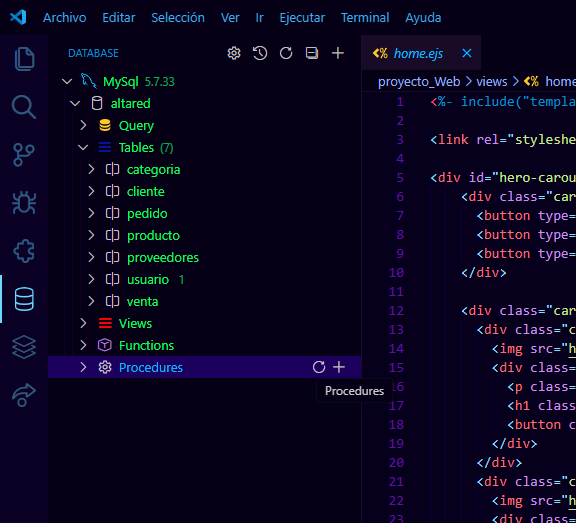 Archivo Editar Selección Ver Ir Ejecutar Terminal Ayuda
DATABASE
MySql 5.7.33
altared
Query
Tables (7)
categoria
cliente
pedido
producto
proveedores
usuario 1
venta
Views
Functions
Procedures
Procedures
<%> home.ejs
proyecto_Web > views > <%> home
1 <%- include("templa
2
3 <link rel="styleshe
4
5 <div id="hero-carou
6 <div class="car
7 <button type=
8 <button type=
9 <button type=
10 </div>
11
12 <div class="car
13 <div class="c
14 <img src="h
15 <div class=
16 <p class=
17 <h1 class
18 <button c
19 </div>
20 </div>
21 <div class="c
22 <img src="h
23 <div class=